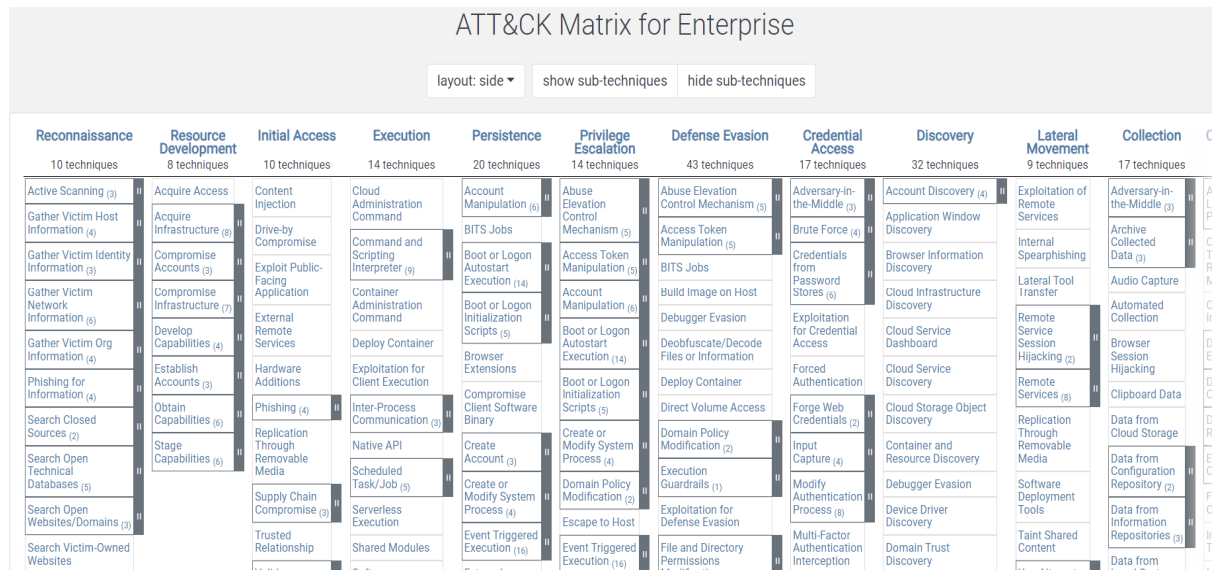 ATT&CK Matrix for Enterprise
layout: side
show sub-techniques
hide sub-techniques
Reconnaissance
10 techniques
Active Scanning (3)
Gather Victim Host
Information (4)
Gather Victim Identity
Information (3)
Gather Victim
Network
Information (6)
Gather Victim Org
Information (4)
Phishing for
Information (4)
Search Closed
Sources (2)
Search Open
Technical
Databases (5)
Search Open
Websites/Domains (3)
Search Victim-Owned
Websites
Resource
Development
8 techniques
Acquire Access
Acquire
Infrastructure (8)
Compromise
Accounts (3)
Compromise
Infrastructure (7)
Develop
Capabilities (4)
Establish
Accounts (3)
Obtain
Capabilities (6)
Stage
Capabilities (6)
Initial Access
10 techniques
Content
Injection
Drive-by
Compromise
Exploit Public-
Facing
Application
External
Remote
Services
Hardware
Additions
Phishing (4)
Replication
Through
Removable
Media
Supply Chain
Compromise (3)
Trusted
Relationship
Execution
14 techniques
Cloud
Administration
Command
Command and
Scripting
Interpreter (9)
Container
Administration
Command
Deploy Container
Exploitation for
Client Execution
Inter-Process
Communication (3)
Native API
Scheduled
Task/Job (5)
Serverless
Execution
Shared Modules
Persistence
20 techniques
Account
Manipulation (6)
BITS Jobs
Boot or Logon
Autostart
Execution (14)
Boot or Logon
Initialization
Scripts (5)
Browser
Extensions
Compromise
Client Software
Binary
Create
Account (3)
Create or
Modify System
Process (4)
Event Triggered
Execution (16)
Privilege
Escalation
14 techniques
Abuse
Elevation
Control
Mechanism (5)
Access Token
Manipulation (5)
Account
Manipulation (6)
Boot or Logon
Autostart
Execution (14)
Boot or Logon
Initialization
Scripts (5)
Create or
Modify System
Process (4)
Domain Policy
Modification (2)
Escape to Host
Event Triggered
Execution (16)
Defense Evasion
43 techniques
Abuse Elevation
Control Mechanism (5)
Access Token
Manipulation (5)
BITS Jobs
Build Image on Host
Debugger Evasion
Deobfuscate/Decode
Files or Information
Deploy Container
Direct Volume Access
Domain Policy
Modification (2)
Execution
Guardrails (1)
Exploitation for
Defense Evasion
File and Directory
Permissions
Credential
Access
17 techniques
Adversary-in-
the-Middle (3)
Brute Force (4)
Credentials
from
Password
Stores (6)
Exploitation
for Credential
Access
Forced
Authentication
Forge Web
Credentials (2)
Input
Capture (4)
Modify
Authentication
Process (8)
Multi-Factor
Authentication
Interception
Discovery
32 techniques
Account Discovery (4)
Application Window
Discovery
Browser Information
Discovery
Cloud Infrastructure
Discovery
Cloud Service
Dashboard
Cloud Service
Discovery
Cloud Storage Object
Discovery
Container and
Resource Discovery
Debugger Evasion
Device Driver
Discovery
Domain Trust
Discovery
Lateral
Movement
9 techniques
Exploitation of
Remote
Services
Internal
Spearphishing
Lateral Tool
Transfer
Remote
Service
Session
Hijacking (2)
Remote
Services (8)
Replication
Through
Removable
Media
Software
Deployment
Tools
Taint Shared
Content
Collection
17 techniques
Adversary-in-
the-Middle (3)
Archive
Collected
Data (3)
Audio Capture
Automated
Collection
Browser
Session
Hijacking
Clipboard Data
Data from
Cloud Storage
Data from
Configuration
Repository (2)
Data from
Information
Repositories (3)
Data from